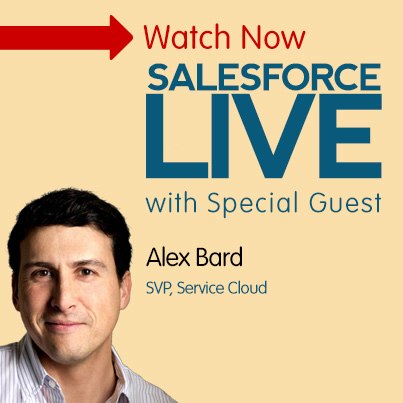 Watch Now
SALESFORCE
LIVE
with Special Guest
Alex Bard
SVP, Service Cloud